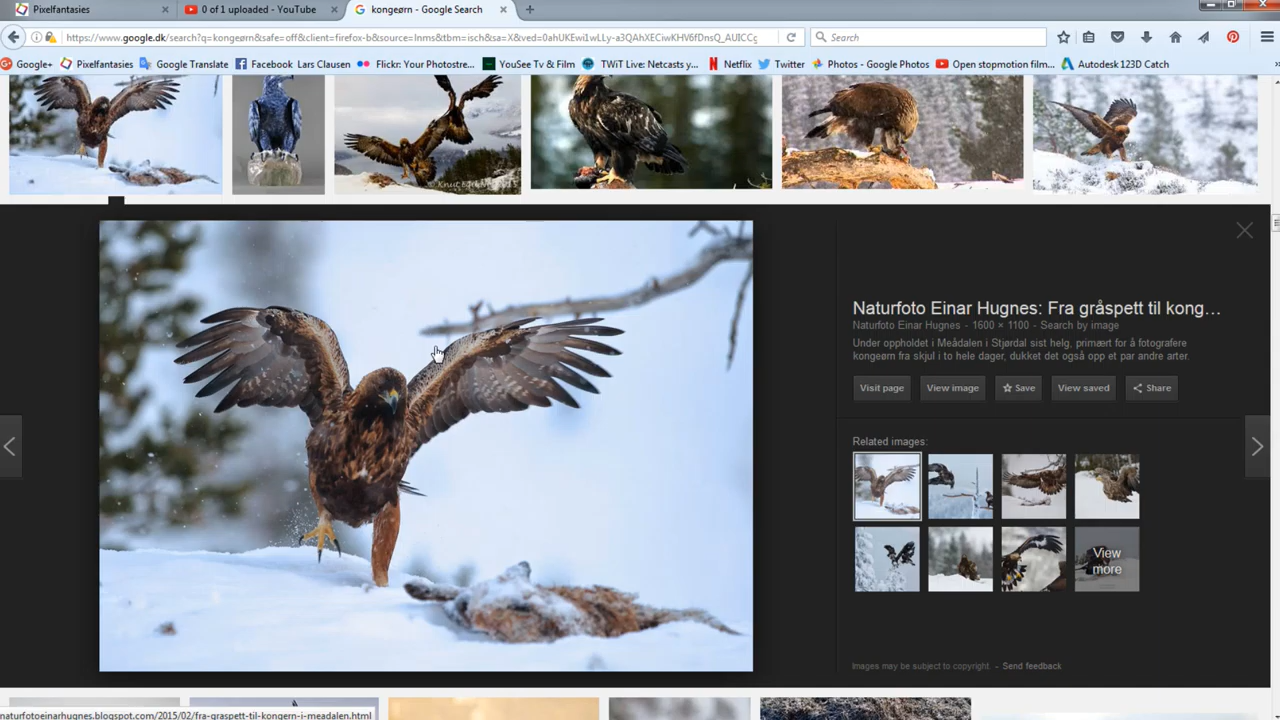 Pixelfantasies
0 of 1 uploaded - YouTube
kongeørn - Google Search
https://www.google.dk/search?q=kongeørn&safe=off&client=firefox-b&source=lnms&tbm=isch&sa=X&ved=0ahUKEwi1wLLy-a3QAhXECiwKHV6fDnsQ_AUICCg
Search
Google+
Pixelfantasies
Google Translate
Facebook
Lars Clausen
Flickr: Your Photostre...
YouSee Tv & Film
TWiT Live: Netcasts y...
Netflix
Twitter
Photos - Google Photos
Open stopmotion film...
Autodesk 123D Catch
Naturfoto Einar Hugnes: Fra gråspett til kong...
Naturfoto Einar Hugnes - 1600 × 1100 - Search by image
Under oppholdet i Meådalen i Stjørdal sist helg, primært for å fotografere
kongeørn fra skjul i to hele dager, dukket det også opp et par andre arter.
Visit page
View image
Save
View saved
Share
Related images:
View
more
Images may be subject to copyright. - Send feedback
naturfotoeinarhugnes.blogspot.com/2015/02/fra-graspett-til-kongern-i-meadalen.html